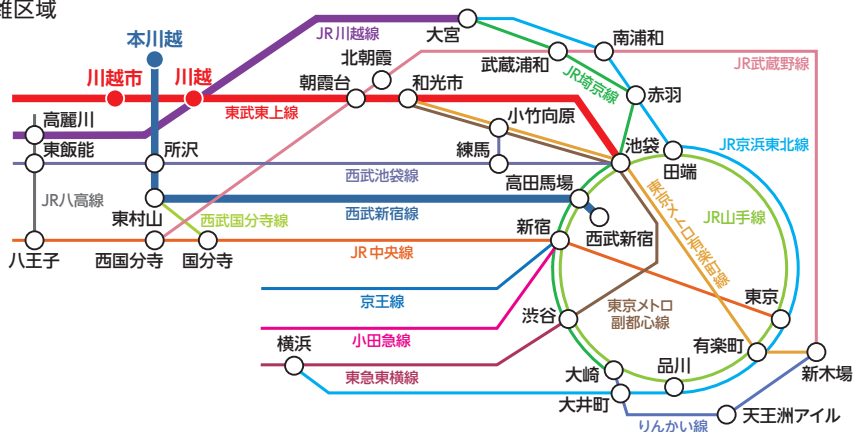 雑区域
本川越
川越市
川越
JR川越線
大宮
南浦和
北朝霞
武蔵浦和
JR武蔵野線
朝霞台
和光市
JR埼京線
赤羽
東武東上線
高麗川
小竹向原
池袋
JR京浜東北線
東飯能
所沢
練馬
田端
西武池袋線
高田馬場
JR八高線
東村山
西武国分寺線
西武新宿線
東京メトロ有楽町線
JR山手線
新宿
西武新宿
八王子
西国分寺
国分寺
JR中央線
京王線
東京
渋谷
東京メトロ
副都心線
小田急線
横浜
有楽町
東急東横線
大崎
品川
新木場
大井町
天王洲アイル
りんかい線